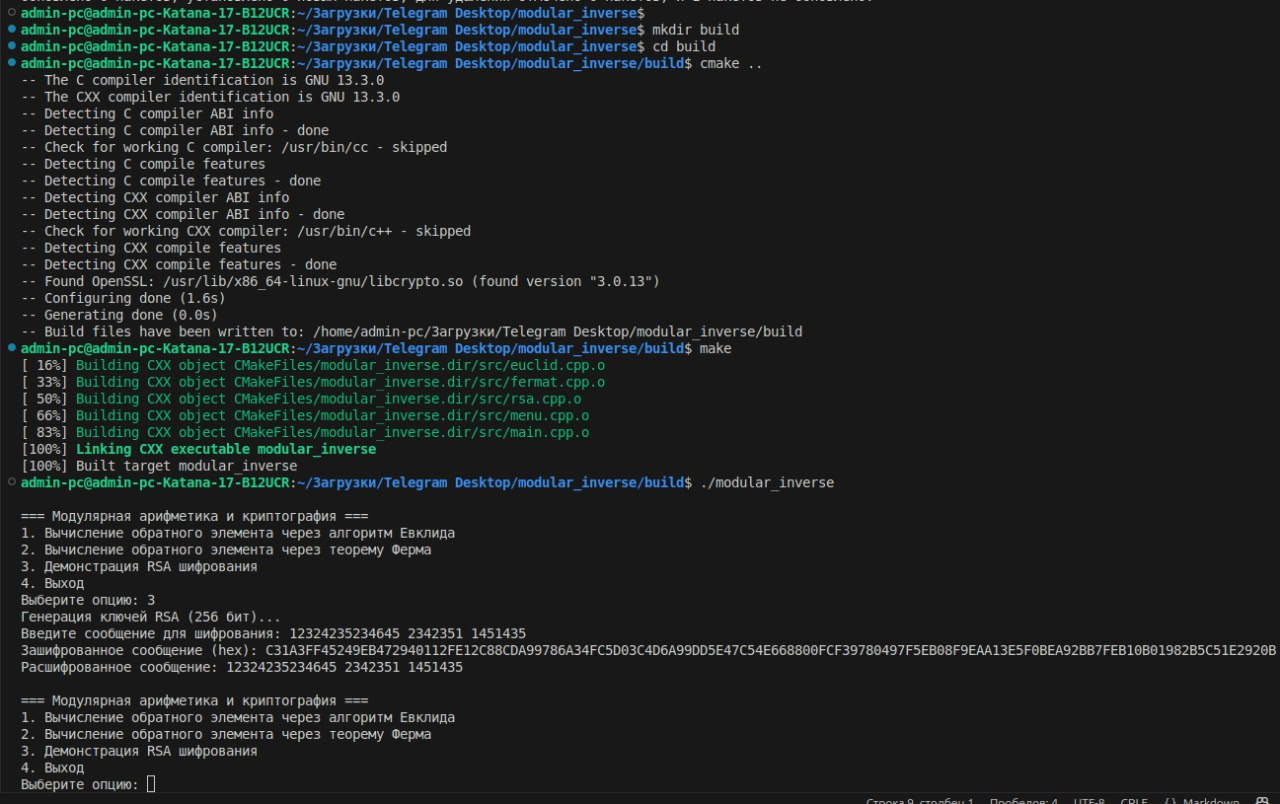 admin-pc@admin-pc-Katana-17-B12UCR:~/Загрузки/Telegram Desktop/modular_inverse$
admin-pc@admin-pc-Katana-17-B12UCR:~/Загрузки/Telegram Desktop/modular_inverse$ mkdir build
admin-pc@admin-pc-Katana-17-B12UCR:~/Загрузки/Telegram Desktop/modular_inverse$ cd build
admin-pc@admin-pc-Katana-17-B12UCR:~/Загрузки/Telegram Desktop/modular_inverse/build$ cmake ..
-- The C compiler identification is GNU 13.3.0
-- The CXX compiler identification is GNU 13.3.0
-- Detecting C compiler ABI info
-- Detecting C compiler ABI info - done
-- Check for working C compiler: /usr/bin/cc - skipped
-- Detecting C compile features
-- Detecting C compile features - done
-- Detecting CXX compiler ABI info
-- Detecting CXX compiler ABI info - done
-- Check for working CXX compiler: /usr/bin/c++ - skipped
-- Detecting CXX compile features
-- Detecting CXX compile features - done
-- Found OpenSSL: /usr/lib/x86_64-linux-gnu/libcrypto.so (found version "3.0.13")
-- Configuring done (1.6s)
-- Generating done (0.0s)
-- Build files have been written to: /home/admin-pc/Загрузки/Telegram Desktop/modular_inverse/build
admin-pc@admin-pc-Katana-17-B12UCR:~/Загрузки/Telegram Desktop/modular_inverse/build$ make
[ 16%] Building CXX object CMakeFiles/modular_inverse.dir/src/euclid.cpp.o
[ 33%] Building CXX object CMakeFiles/modular_inverse.dir/src/fermat.cpp.o
[ 50%] Building CXX object CMakeFiles/modular_inverse.dir/src/rsa.cpp.o
[ 66%] Building CXX object CMakeFiles/modular_inverse.dir/src/menu.cpp.o
[ 83%] Building CXX object CMakeFiles/modular_inverse.dir/src/main.cpp.o
[100%] Linking CXX executable modular_inverse
[100%] Built target modular_inverse
admin-pc@admin-pc-Katana-17-B12UCR:~/Загрузки/Telegram Desktop/modular_inverse/build$ ./modular_inverse
=== Модулярная арифметика и криптография ===
1. Вычисление обратного элемента через алгоритм Евклида
2. Вычисление обратного элемента через теорему Ферма
3. Демонстрация RSA шифрования
4. Выход
Выберите опцию: 3
Генерация ключей RSA (256 бит)...
Введите сообщение для шифрования: 12324235234645 2342351 1451435
Зашифрованное сообщение (hex): C31A3FF45249EB472940112FE12C88CDA99786A34FC5D03C4D6A99DD5E47C54E668800FCF39780497F5EB08F9EAA13E5F0BEA92BB7FEB10B01982B5C51E2920B
Расшифрованное сообщение: 12324235234645 2342351 1451435
=== Модулярная арифметика и криптография ===
1. Вычисление обратного элемента через алгоритм Евклида
2. Вычисление обратного элемента через теорему Ферма
3. Демонстрация RSA шифрования
4. Выход
Выберите опцию:
Строка 9, столбец 1 Пробелов: 4 UTF-8 CRLF {} Markdown